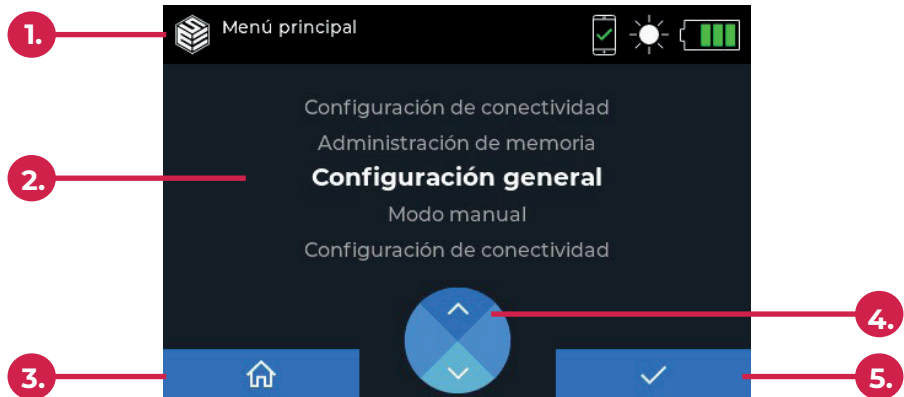 1.
Menú principal
Configuración de conectividad
Administración de memoria
2.
Configuración general
Modo manual
Configuración de conectividad
4.
3.
5.